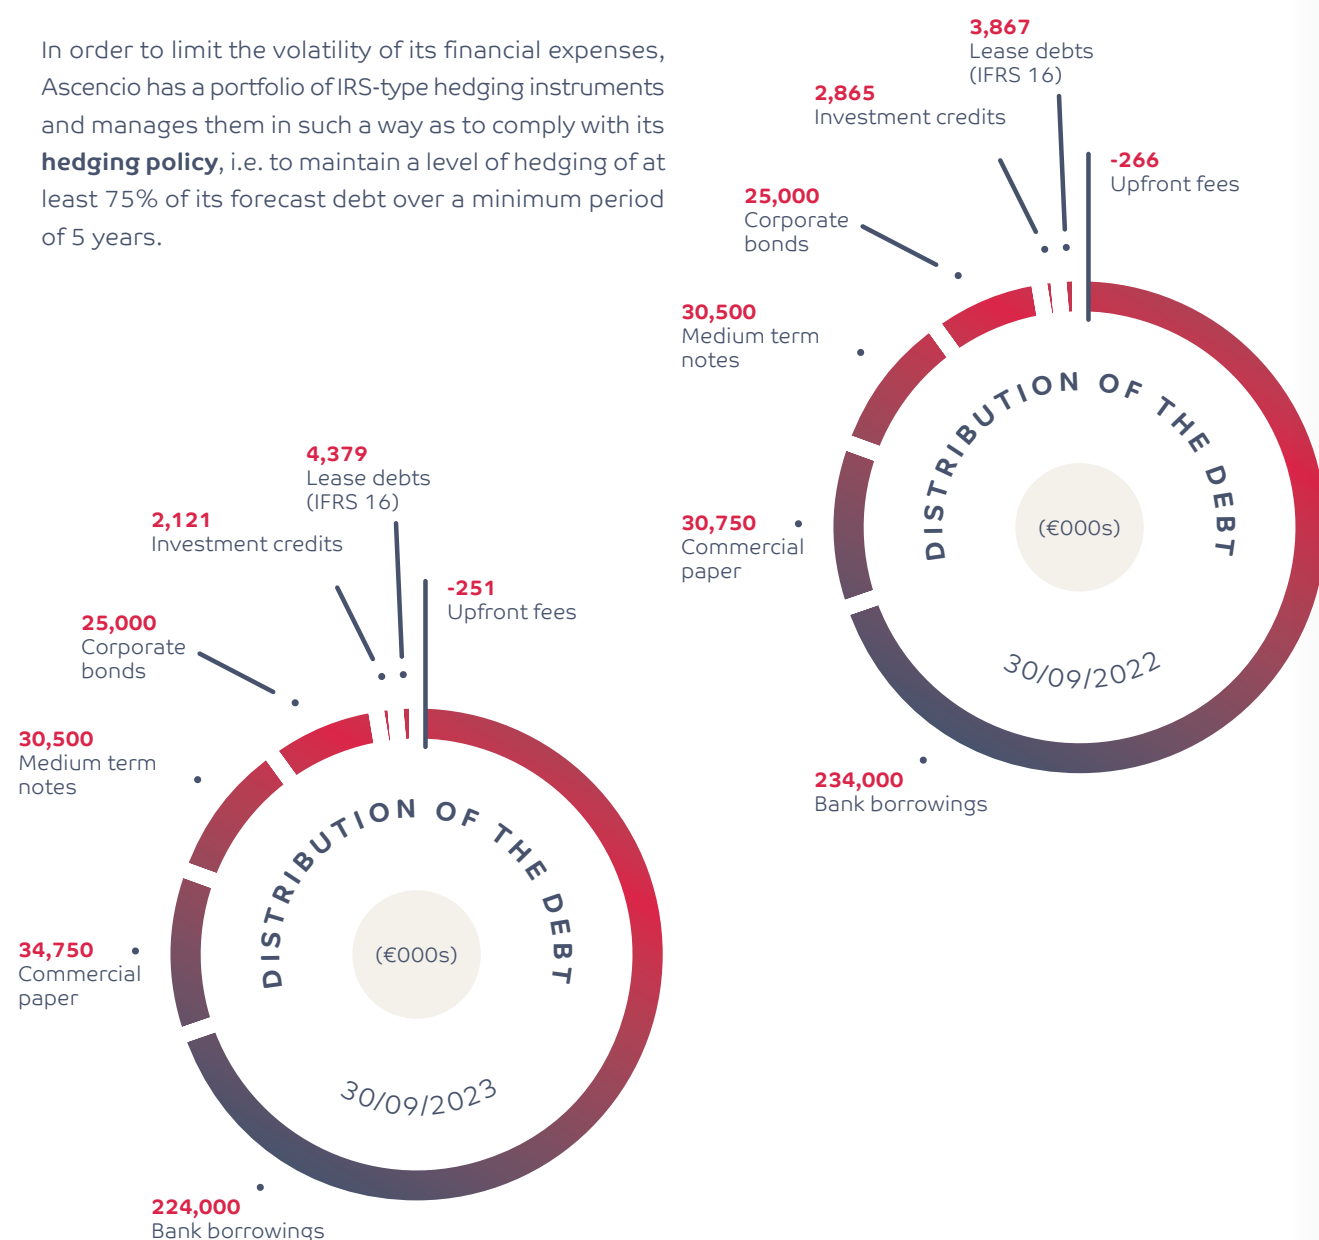 In order to limit the volatility of its financial expenses,
Ascencio has a portfolio of IRS-type hedging instruments
and manages them in such a way as to comply with its
hedging policy, i.e. to maintain a level of hedging of at
least 75% of its forecast debt over a minimum period
of 5 years.
4,379
Lease debts
(IFRS 16)
2,121
Investment credits
-251
Upfront fees
25,000
Corporate
bonds
30,500
Medium term
notes
34,750
Commercial
paper
224,000
Bank borrowings
DISTRIBUTION OF THE DEBT
(€000s)
30/09/2023
3,867
Lease debts
(IFRS 16)
2,865
Investment credits
-266
Upfront fees
25,000
Corporate
bonds
30,500
Medium term
notes
30,750
Commercial
paper
234,000
Bank borrowings
DISTRIBUTION OF THE DEBT
(€000s)
30/09/2022